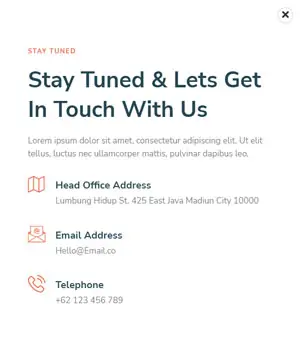 STAY TUNED
Stay Tuned & Lets Get
In Touch With Us
Lorem ipsum dolor sit amet, consectetur adipiscing elit. Ut elit
tellus, luctus nec ullamcorper mattis, pulvinar dapibus leo.
Head Office Address
Lumbung Hidup St. 425 East Java Madiun City 10000
Email Address
Hello@Email.co
Telephone
+62 123 456 789